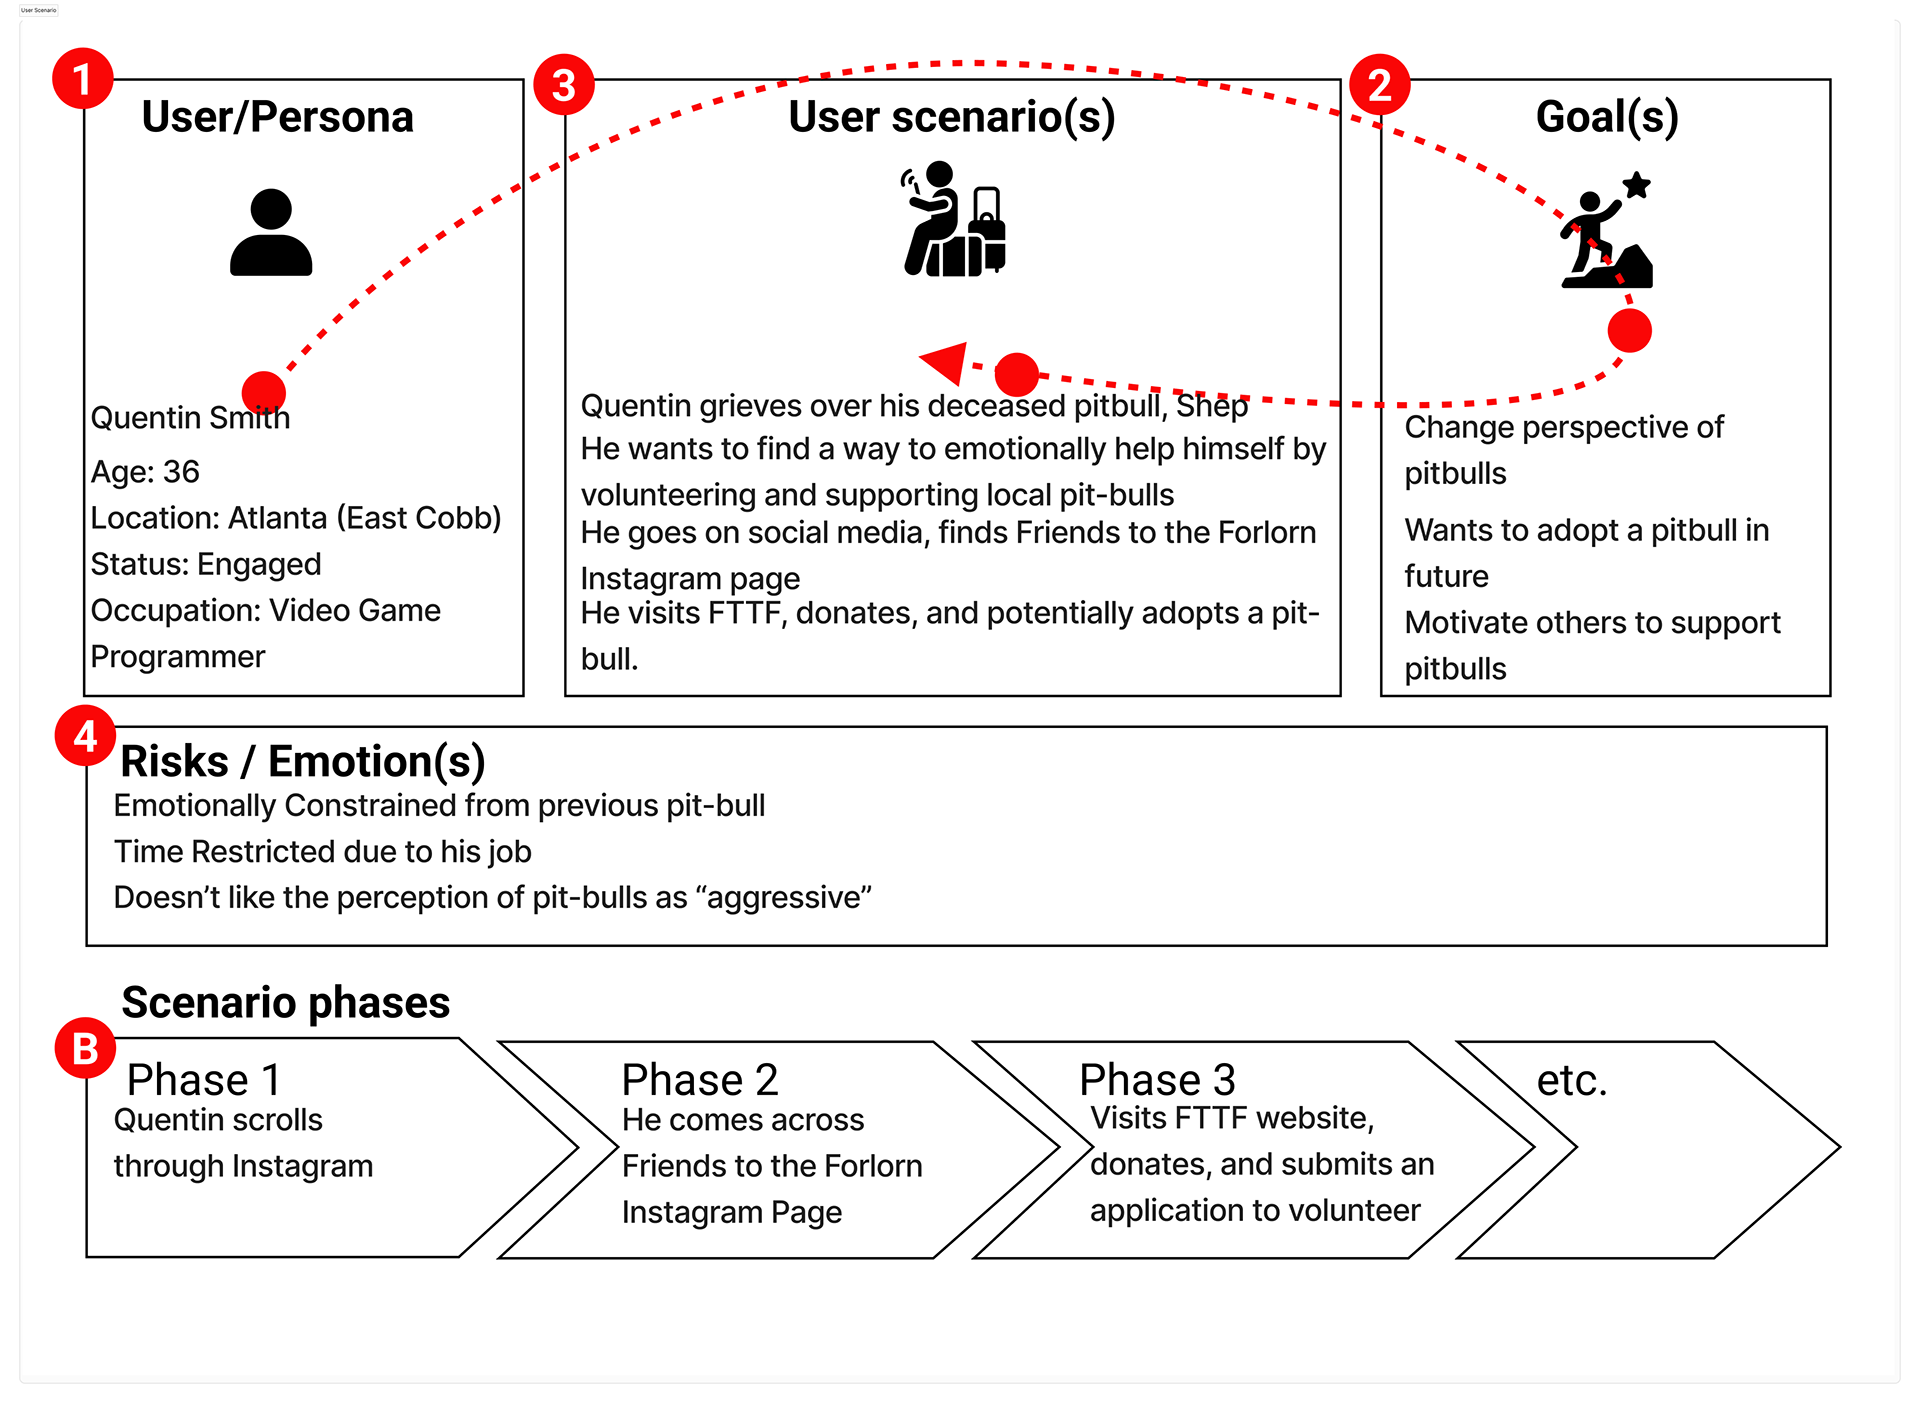 User Scenario
1
User/Persona
Quentin Smith
Age: 36
Location: Atlanta (East Cobb)
Status: Engaged
Occupation: Video Game
Programmer
3
User scenario(s)
Quentin grieves over his deceased pitbull, Shep
He wants to find a way to emotionally help himself by
volunteering and supporting local pit-bulls
He goes on social media, finds Friends to the Forlorn
Instagram page
He visits FTTF, donates, and potentially adopts a pit-
bull.
2
Goal(s)
Change perspective of
pitbulls
Wants to adopt a pitbull in
future
Motivate others to support
pitbulls
4
Risks / Emotion(s)
Emotionally Constrained from previous pit-bull
Time Restricted due to his job
Doesn’t like the perception of pit-bulls as “aggressive”
Scenario phases
B
Phase 1
Quentin scrolls
through Instagram
Phase 2
He comes across
Friends to the Forlorn
Instagram Page
Phase 3
Visits FTTF website,
donates, and submits an
application to volunteer
etc.